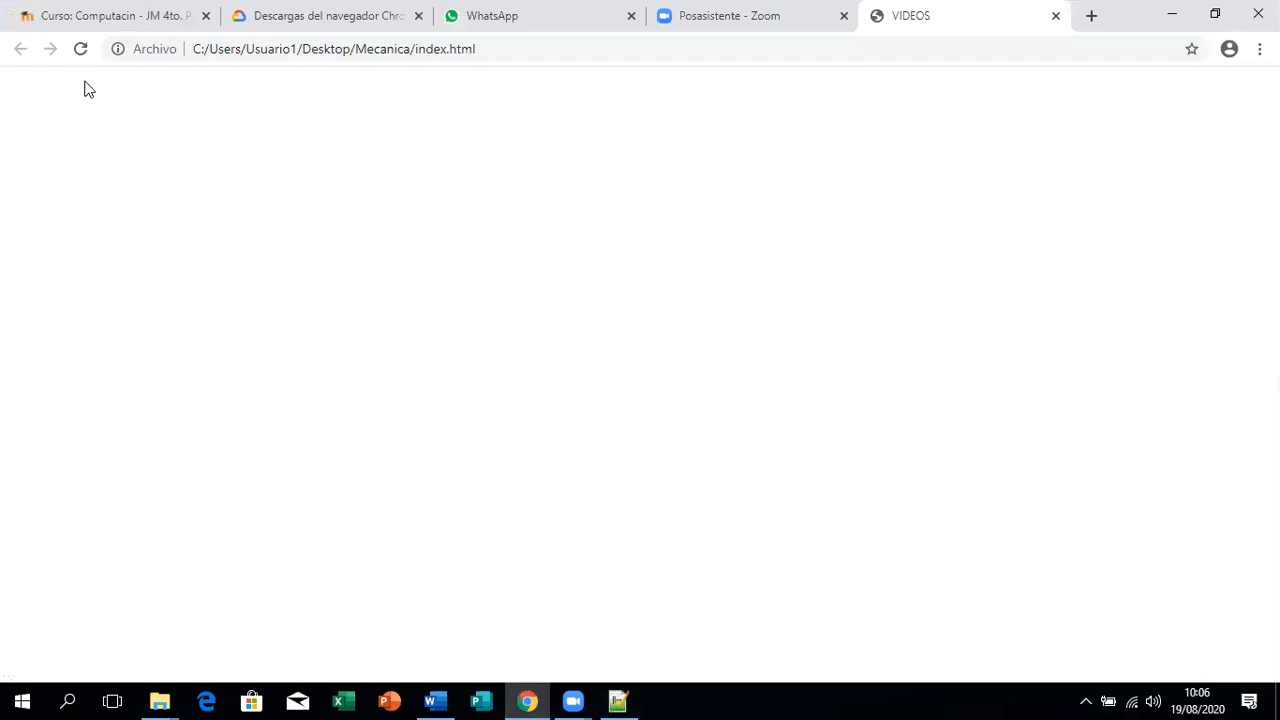 Curso: Computacin - JM 4to.
Descargas del navegador Ch
WhatsApp
Posasistente - Zoom
VIDEOS
Archivo
C:/Users/Usuario1/Desktop/Mecanica/index.html
10:06
19/08/2020